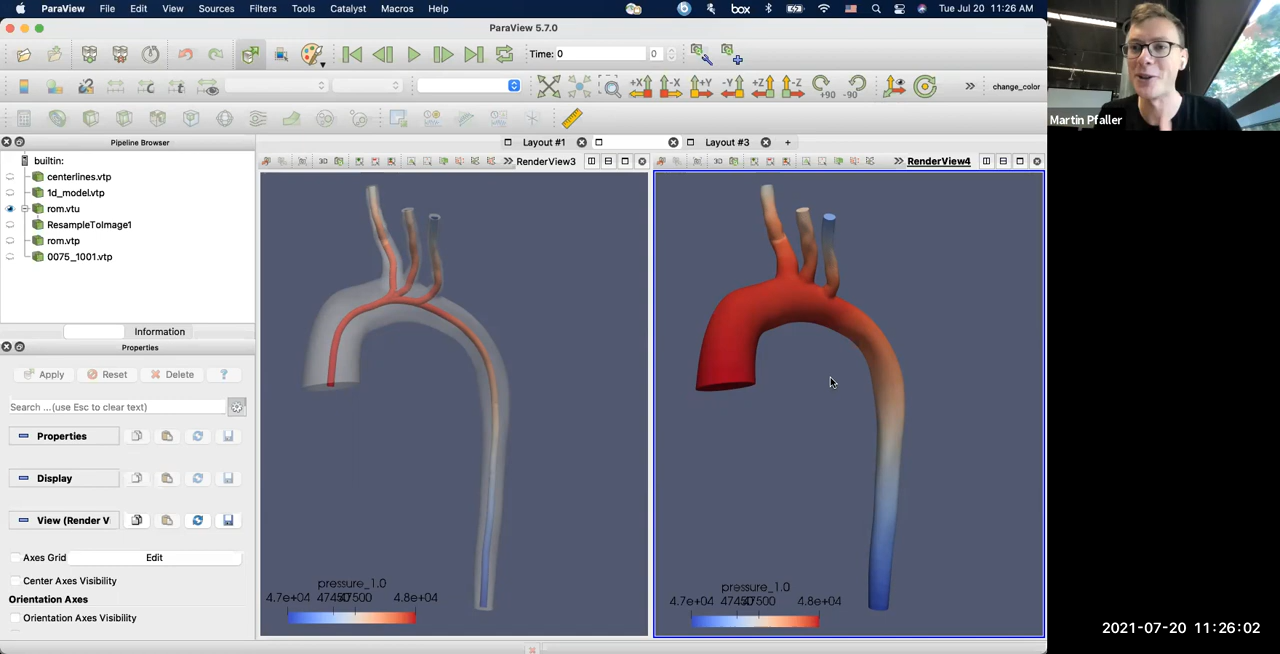 ParaView File Edit View Sources Filters Tools Catalyst Macros Help box Tue Jul 20 11:26 AM
ParaView 5.7.0
Time: 0 0
+X -X +Y -Y +Z -Z +90 -90 change_color
Pipeline Browser
Layout #1 Layout #3 +
builtin:
3D RenderView3 3D RenderView4
centerlines.vtp
1d_model.vtp
rom.vtu
ResampleToImage1
rom.vtp
0075_1001.vtp
Information
Properties
Apply Reset Delete ?
Search ...(use Esc to clear text)
Properties
Display
View (Render V
Axes Grid Edit
Center Axes Visibility
Orientation Axes
Orientation Axes Visibility
pressure_1.0
4.7e+04 47500 4.8e+04
pressure_1.0
4.7e+04 47500 4.8e+04
Martin Pfaller
2021-07-20 11:26:02